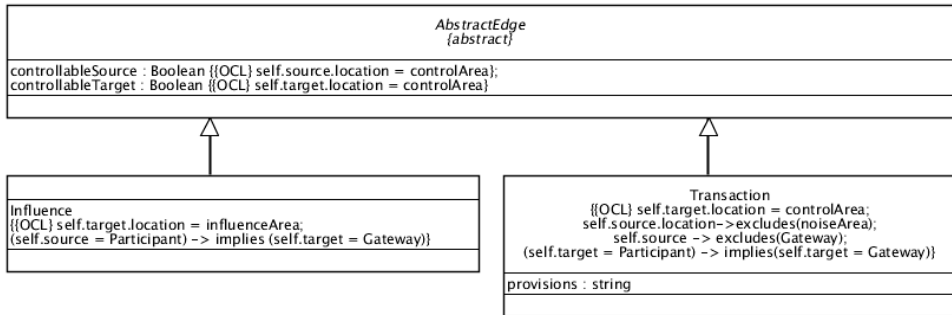 AbstractEdge
{abstract}
controllableSource : Boolean {{OCL} self.source.location = controlArea};
controllableTarget : Boolean {{OCL} self.target.location = controlArea}
Influence
{{OCL} self.target.location = influenceArea;
(self.source = Participant) -> implies (self.target = Gateway)}
Transaction
{{OCL} self.target.location = controlArea;
self.source.location->excludes(noiseArea);
self.source -> excludes(Gateway);
(self.target = Participant) -> implies(self.target = Gateway)}
provisions : string